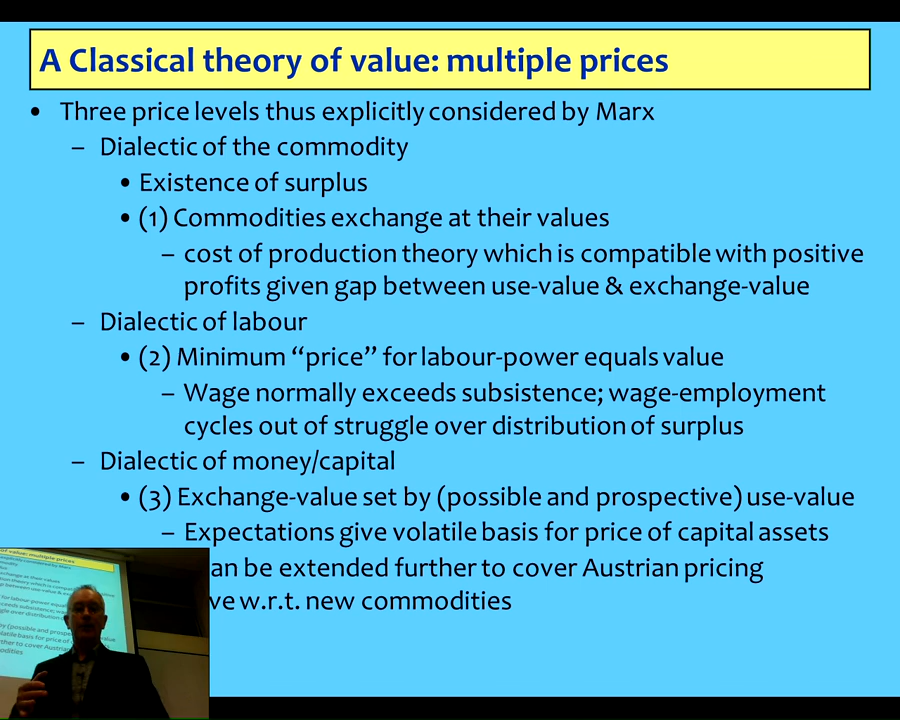 A Classical theory of value: multiple prices
• Three price levels thus explicitly considered by Marx
– Dialectic of the commodity
• Existence of surplus
• (1) Commodities exchange at their values
– cost of production theory which is compatible with positive
profits given gap between use-value & exchange-value
– Dialectic of labour
• (2) Minimum “price” for labour-power equals value
– Wage normally exceeds subsistence; wage-employment
cycles out of struggle over distribution of surplus
– Dialectic of money/capital
• (3) Exchange-value set by (possible and prospective) use-value
– Expectations give volatile basis for price of capital assets
an be extended further to cover Austrian pricing
ve w.r.t. new commodities